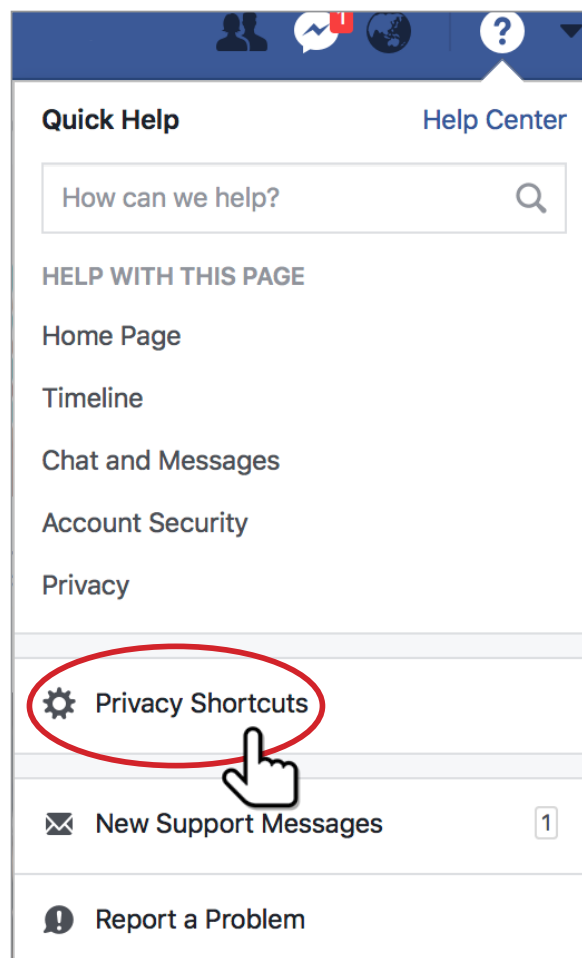 1
?
Quick Help
Help Center
How can we help?
HELP WITH THIS PAGE
Home Page
Timeline
Chat and Messages
Account Security
Privacy
Privacy Shortcuts
New Support Messages
1
Report a Problem